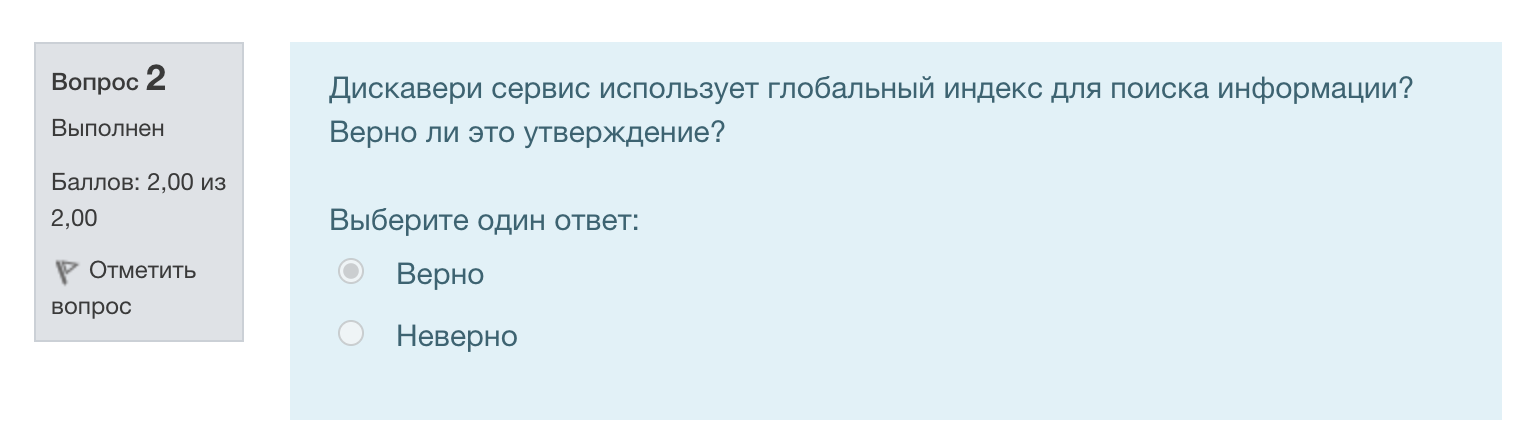 Вопрос 2
Выполнен
Баллов: 2,00 из
2,00
Отметить
вопрос
Дискавери сервис использует глобальный индекс для поиска информации?
Верно ли это утверждение?
Выберите один ответ:
Верно
Неверно